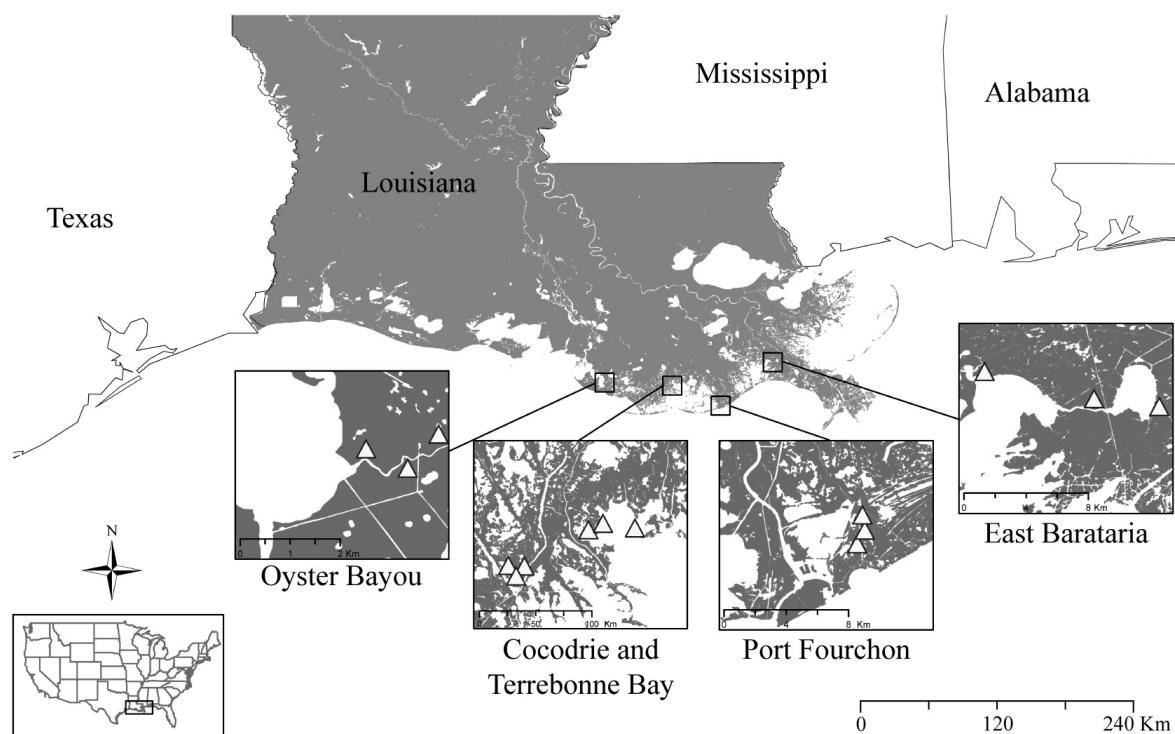 Mississippi
Alabama
Louisiana
Texas
0 1 2 Km
Oyster Bayou
50 100 Km
Cocodrie and
Terrebonne Bay
0 4 8 Km
Port Fourchon
0 4 8 Km
East Barataria
N
0 120 240 Km